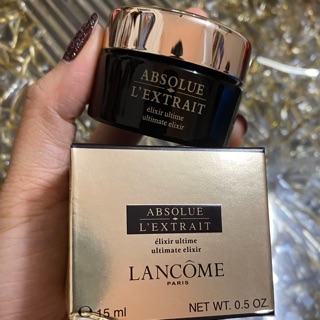 ABSOLUE
L'EXTRAIT
élixir ultime
ultimate elixir
ABSOLUE
L'EXTRAIT
élixir ultime
ultimate elixir
LANCÔME
PARIS
e 15 ml NET WT. 0.5 OZ.